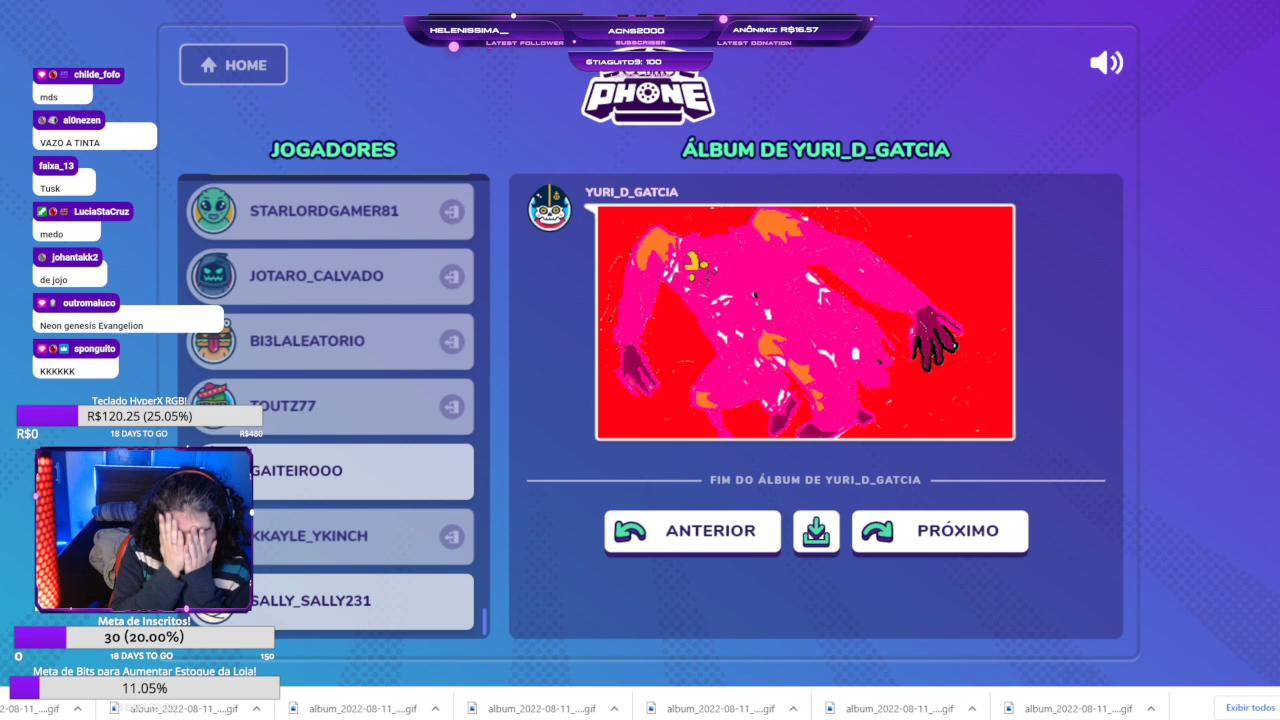 HELENISSIMA__
LATEST FOLLOWER
ACNS2000
SUBSCRIBER
ANÔNIMO: R$16.57
LATEST DONATION
6TIAGUITO9: 100
HOME
PHONE
childe_fofo
mds
al0nezen
VAZO A TINTA
faixa_13
Tusk
LuciaStaCruz
medo
johantakk2
de jojo
outromaluco
Neon genesis Evangelion
sponguito
KKKKKK
Teclado HyperX RGB!
R$120.25 (25.05%)
R$0
18 DAYS TO GO
R$480
Meta de Inscritos!
30 (20.00%)
0
18 DAYS TO GO
150
Meta de Bits para Aumentar Estoque da Loja!
11.05%
JOGADORES
STARLORDGAMER81
JOTARO_CALVADO
BI3LALEATORIO
TOUTZ77
GAITEIROOO
KKAYLE_YKINCH
SALLY_SALLY231
ÁLBUM DE YURI_D_GATCIA
YURI_D_GATCIA
FIM DO ÁLBUM DE YURI_D_GATCIA
ANTERIOR
PRÓXIMO
22-08-11_....gif
album_2022-08-11_....gif
album_2022-08-11_....gif
album_2022-08-11_....gif
album_2022-08-11_....gif
album_2022-08-11_....gif
album_2022-08-11_....gif
Exibir todos